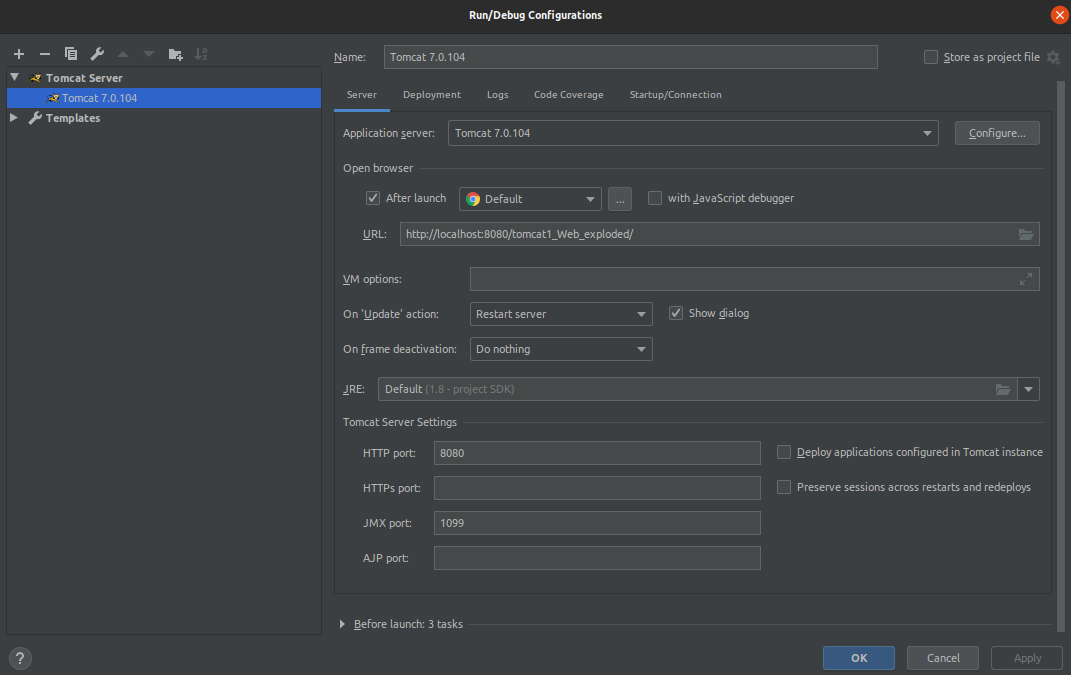 Run/Debug Configurations
Name: Tomcat 7.0.104 Store as project file
Tomcat Server
Tomcat 7.0.104
Templates
Server Deployment Logs Code Coverage Startup/Connection
Application server: Tomcat 7.0.104 Configure...
Open browser
After launch Default ... with JavaScript debugger
URL: http://localhost:8080/tomcat1_Web_exploded/
VM options:
On 'Update' action: Restart server Show dialog
On frame deactivation: Do nothing
JRE: Default (1.8 - project SDK)
Tomcat Server Settings
HTTP port: 8080 Deploy applications configured in Tomcat instance
HTTPs port: Preserve sessions across restarts and redeploys
JMX port: 1099
AJP port:
Before launch: 3 tasks
? OK Cancel Apply